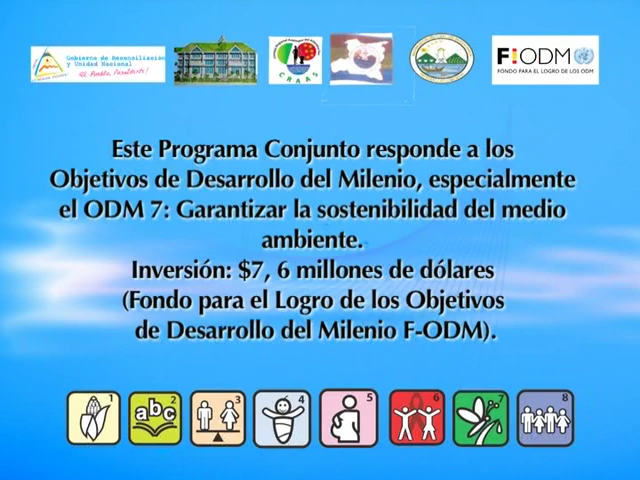 Gobierno de Reconciliación
y Unidad Nacional
El Pueblo, Presidente!
CRAAS
F ODM
FONDO PARA EL LOGRO DE LOS ODM
Este Programa Conjunto responde a los
Objetivos de Desarrollo del Milenio, especialmente
el ODM 7: Garantizar la sostenibilidad del medio
ambiente.
Inversión: $7, 6 millones de dólares
(Fondo para el Logro de los Objetivos
de Desarrollo del Milenio F-ODM).
1 2 3 4 5 6 7 8
abc